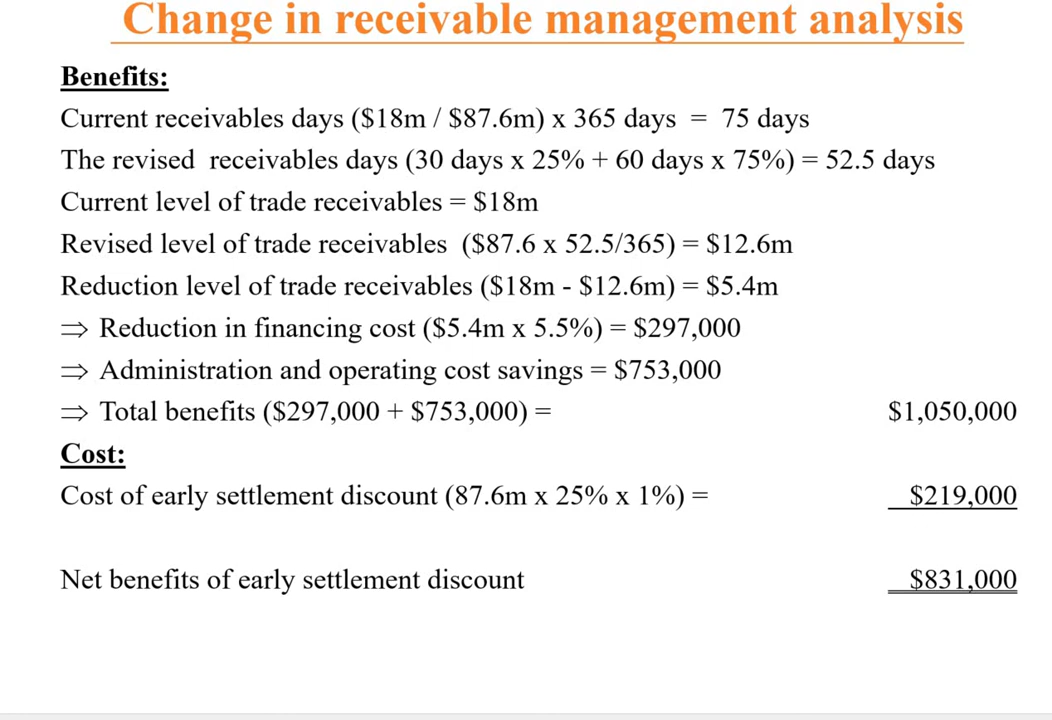 Change in receivable management analysis
Benefits:
Current receivables days ($18m / $87.6m) x 365 days = 75 days
The revised receivables days (30 days x 25% + 60 days x 75%) = 52.5 days
Current level of trade receivables = $18m
Revised level of trade receivables ($87.6 x 52.5/365) = $12.6m
Reduction level of trade receivables ($18m - $12.6m) = $5.4m
⇒ Reduction in financing cost ($5.4m x 5.5%) = $297,000
⇒ Administration and operating cost savings = $753,000
⇒ Total benefits ($297,000 + $753,000) = $1,050,000
Cost:
Cost of early settlement discount (87.6m x 25% x 1%) = $219,000
Net benefits of early settlement discount $831,000